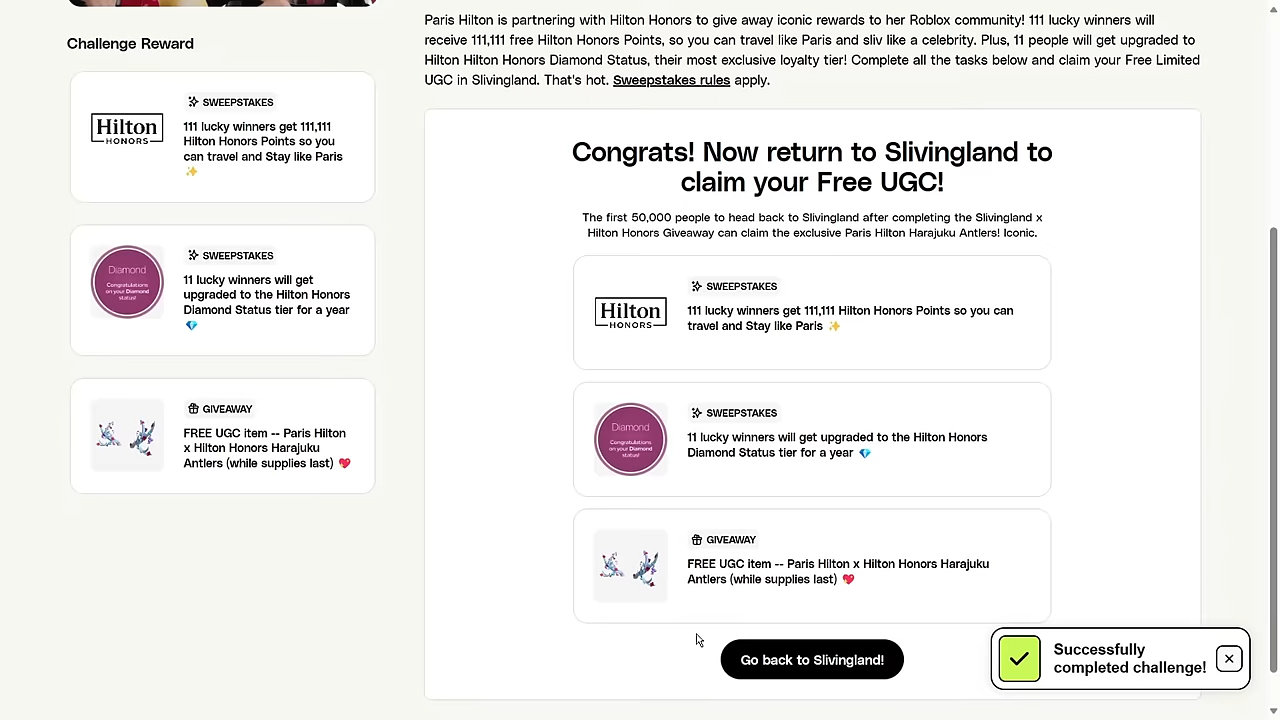 Paris Hilton is partnering with Hilton Honors to give away iconic rewards to her Roblox community! 111 lucky winners will
receive 111,111 free Hilton Honors Points, so you can travel like Paris and sliv like a celebrity. Plus, 11 people will get upgraded to
Hilton Hilton Honors Diamond Status, their most exclusive loyalty tier! Complete all the tasks below and claim your Free Limited
UGC in Slivingland. That's hot. Sweepstakes rules apply.
Challenge Reward
Hilton
HONORS
SWEEPSTAKES
111 lucky winners get 111,111
Hilton Honors Points so you
can travel and Stay like Paris
✨
Diamond
Congratulations
on your Diamond
status!
SWEEPSTAKES
11 lucky winners will get
upgraded to the Hilton Honors
Diamond Status tier for a year
💎
GIVEAWAY
FREE UGC item -- Paris Hilton
x Hilton Honors Harajuku
Antlers (while supplies last) 💖
Congrats! Now return to Slivingland to
claim your Free UGC!
The first 50,000 people to head back to Slivingland after completing the Slivingland x
Hilton Honors Giveaway can claim the exclusive Paris Hilton Harajuku Antlers! Iconic.
Hilton
HONORS
SWEEPSTAKES
111 lucky winners get 111,111 Hilton Honors Points so you can
travel and Stay like Paris ✨
Diamond
Congratulations
on your Diamond
status!
SWEEPSTAKES
11 lucky winners will get upgraded to the Hilton Honors
Diamond Status tier for a year 💎
GIVEAWAY
FREE UGC item -- Paris Hilton x Hilton Honors Harajuku
Antlers (while supplies last) 💖
Go back to Slivingland!
Successfully
completed challenge!